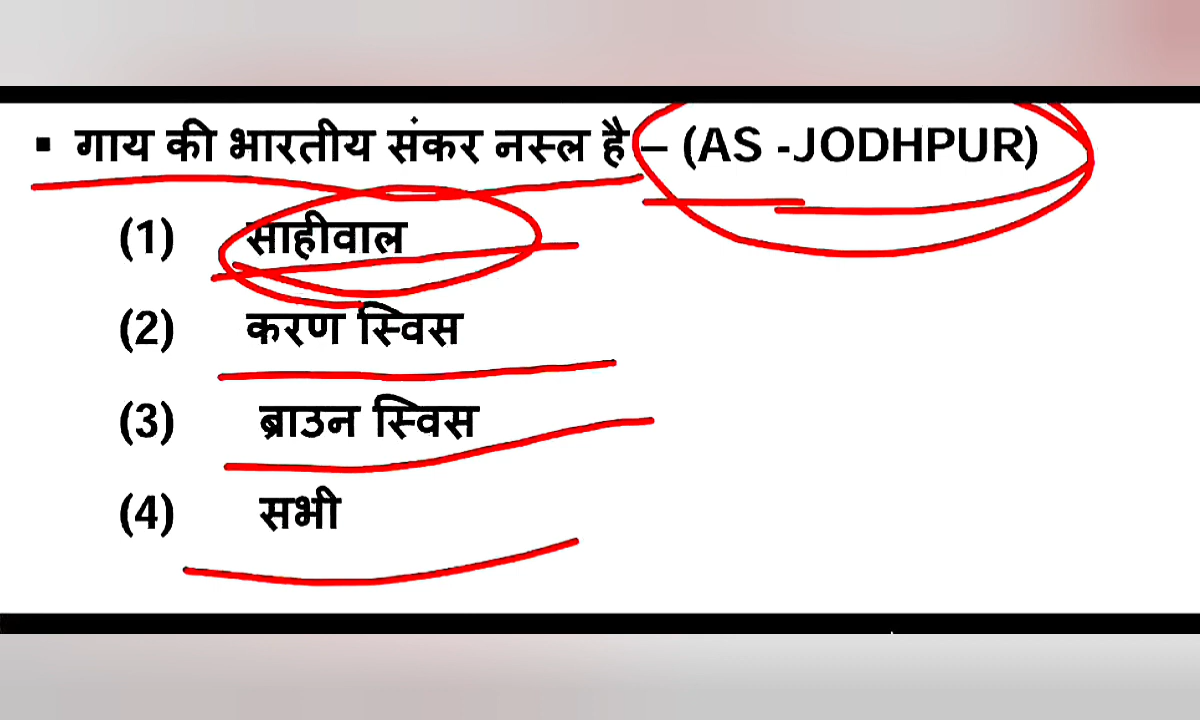 ▪ गाय की भारतीय संकर नस्ल है – (AS -JODHPUR)
(1) साहीवाल
(2) करण स्विस
(3) ब्राउन स्विस
(4) सभी